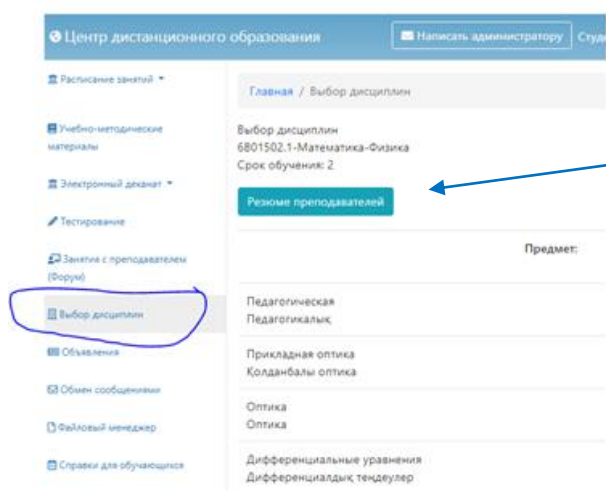 Центр дистанционного образования
Написать администратору
Студе
Расписание занятий
Учебно-методические
материалы
Электронный деканат
Тестирование
Занятия с преподавателем
(Форум)
Выбор дисциплин
Объявления
Обмен сообщениями
Файловый менеджер
Справки для обучающихся
Главная / Выбор дисциплин
Выбор дисциплин
6B01502.1-Математика-Физика
Срок обучения: 2
Резюме преподавателей
Предмет:
Педагогическая
Педагогикалық
Прикладная оптика
Қолданбалы оптика
Оптика
Оптика
Дифференциальные уравнения
Дифференциалдық теңдеулер